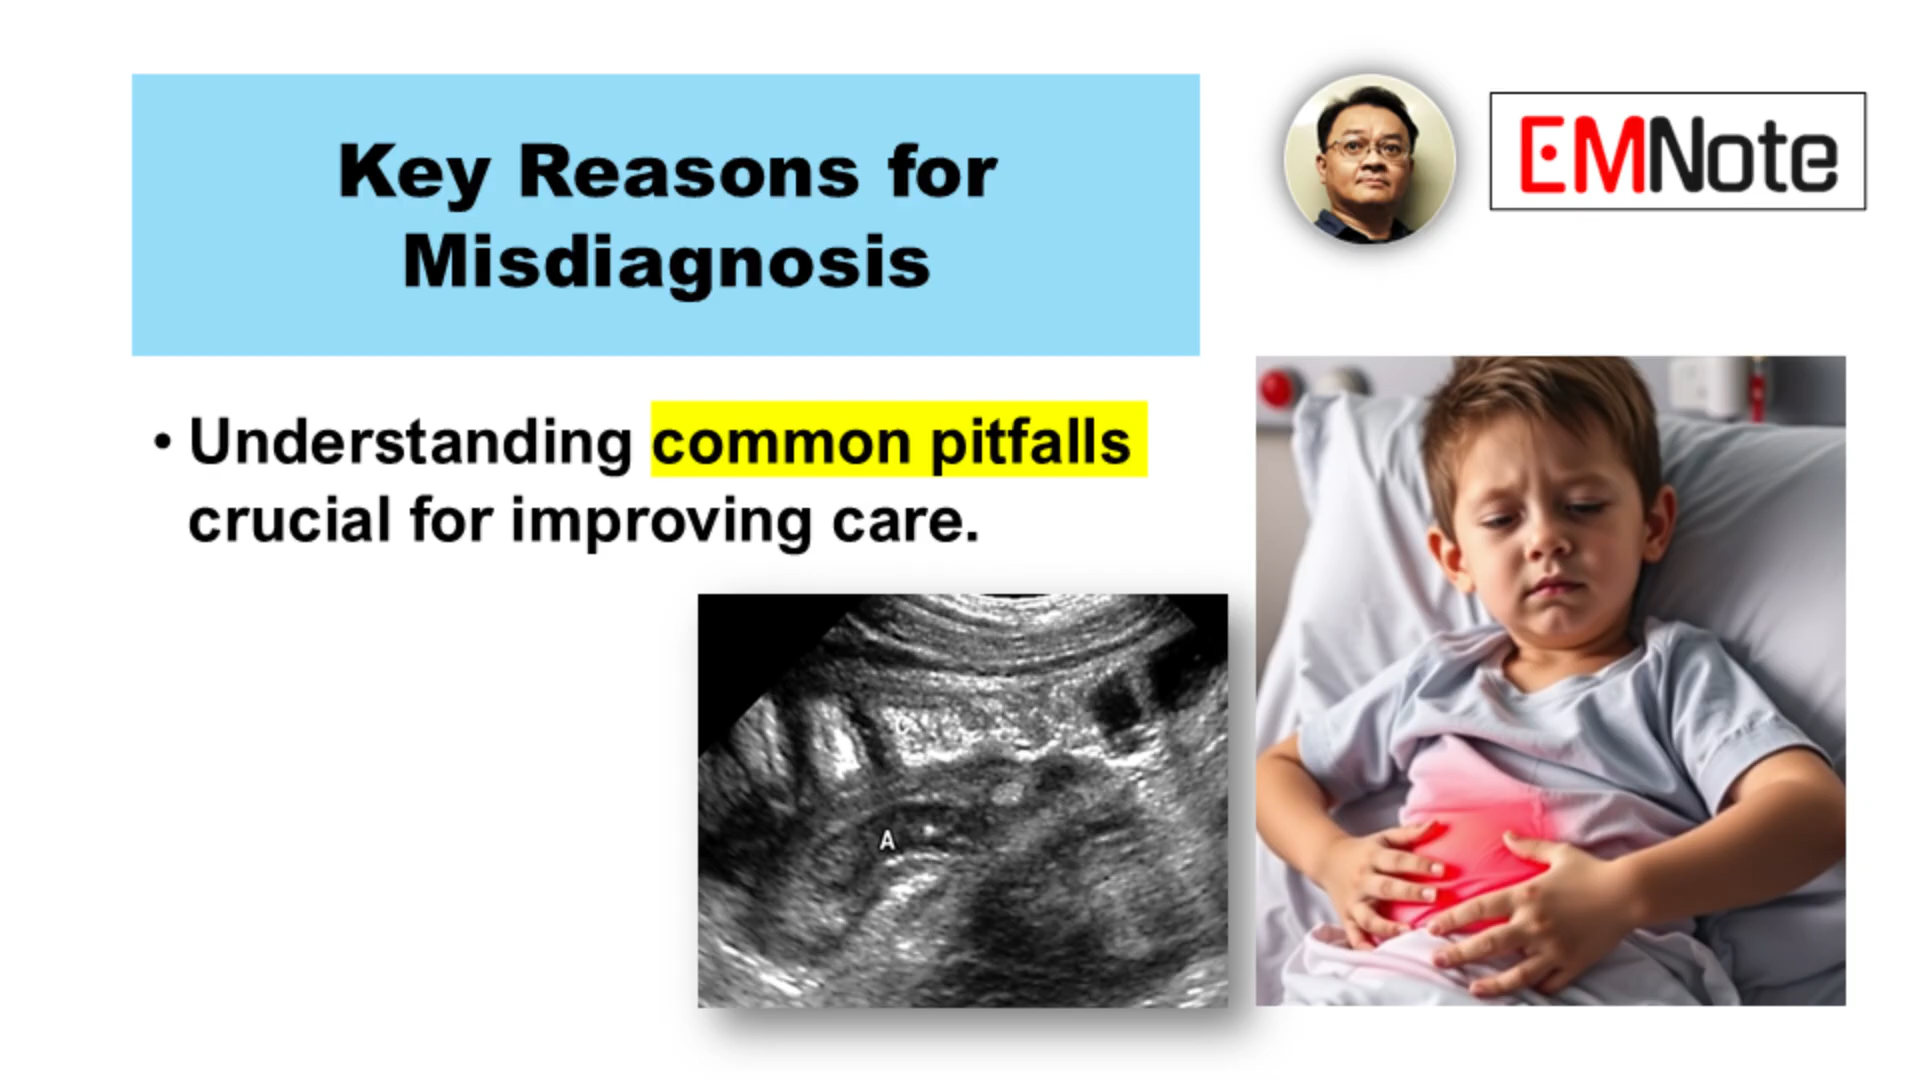 Key Reasons for
Misdiagnosis
EMNote
• Understanding common pitfalls
crucial for improving care.
A